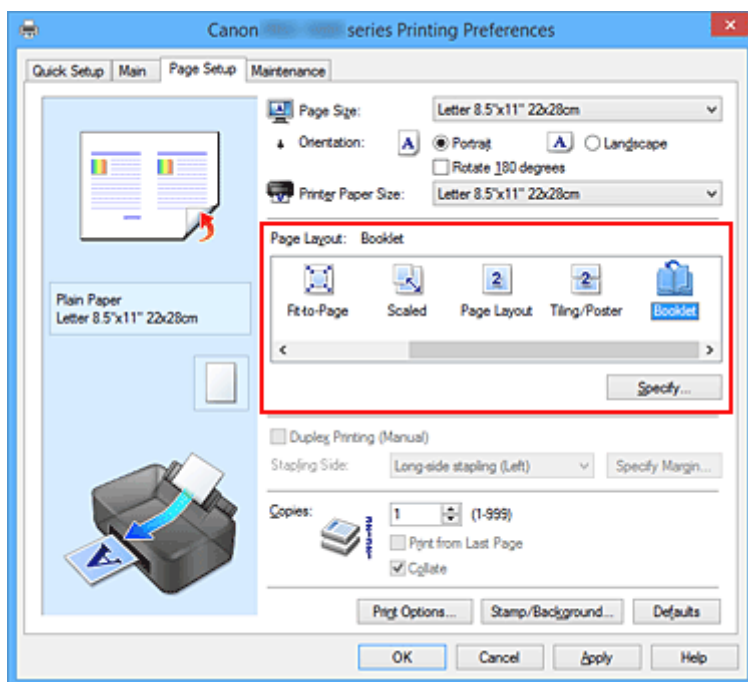 Canon series Printing Preferences
Quick Setup Main Page Setup Maintenance
Page Size: Letter 8.5"x11" 22x28cm
Orientation: A Portrait A Landscape
Rotate 180 degrees
Printer Paper Size: Letter 8.5"x11" 22x28cm
Page Layout: Booklet
2 2
Fit-to-Page Scaled Page Layout Tiling/Poster Booklet
Specify...
Plain Paper
Letter 8.5"x11" 22x28cm
Duplex Printing (Manual)
Stapling Side: Long-side stapling (Left) Specify Margin...
Copies: 1 (1-999)
Print from Last Page
Collate
A
Print Options... Stamp/Background... Defaults
OK Cancel Apply Help